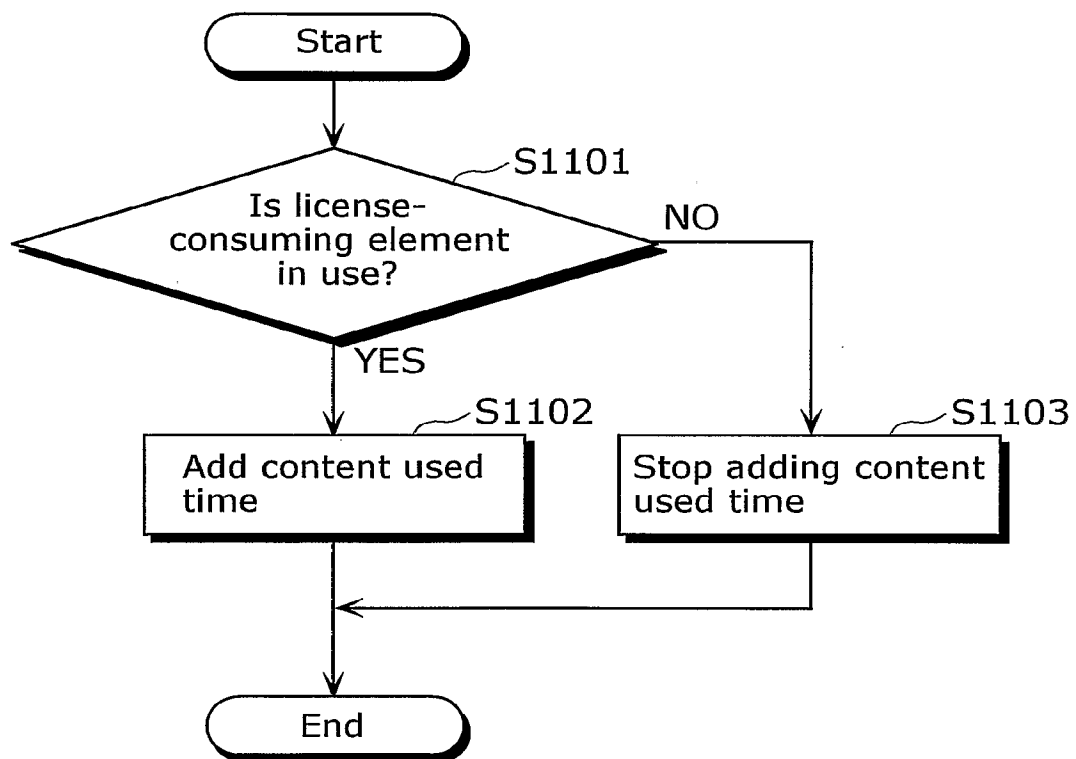 Start
S1101
Is license-
consuming element
in use?
NO
YES
S1102
S1103
Add content used
time
Stop adding content
used time
End